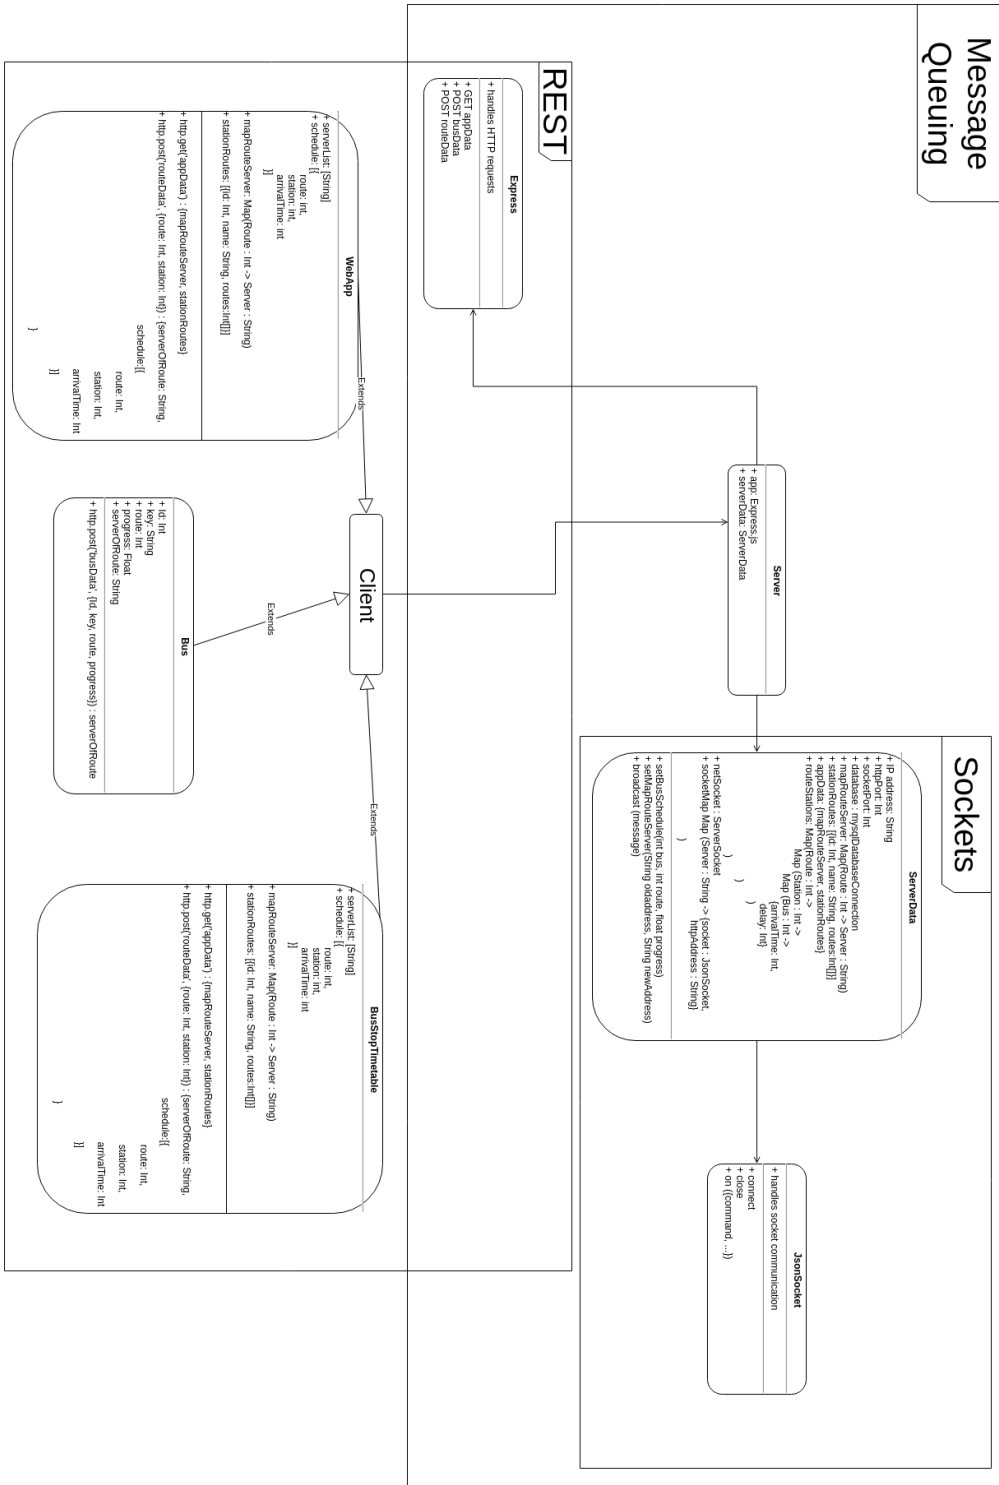 Message
Queuing
Sockets
REST
Express
+ handles HTTP requests
+ GET appData
+ POST busData
+ POST routeData
Server
+ app: Express.js
+ serverData: ServerData
ServerData
+ IP address: String
+ httpPort: Int
+ socketPort: Int
+ database : mysqlDatabaseConnection
+ mapRouteServer: Map(Route : Int -> Server : String)
+ stationRoutes: [{id: Int, name: String, routes:Int[]}]
+ appData: {mapRouteServer, stationRoutes}
+ routeStations: Map(Route : Int ->
Map (Station : Int ->
Map (Bus : Int ->
{arrivalTime: Int,
delay: Int}
)
)
)
+ netSocket : ServerSocket
+ socketMap Map (Server : String -> {socket : JsonSocket,
httpAddress : String}
)
+ setBusSchedule(int bus, int route, float progress)
+ setMapRouteServer(String oldaddress, String newAddress)
+ broadcast (message)
JsonSocket
+ handles socket communication
+ connect
+ close
+ on ({command, ...})
WebApp
+ serverList: [String]
+ schedule: [{
route: int,
station: int,
arrivalTime: int
}]
+ mapRouteServer: Map(Route : Int -> Server : String)
+ stationRoutes: [{id: Int, name: String, routes:Int[]}]
+ http.get('appData') : {mapRouteServer, stationRoutes}
+ http.post('routeData', {route: Int, station: Int}) : {serverOfRoute: String,
schedule:[{
route: Int,
station: Int,
arrivalTime: Int
}]
}
Extends
Client
Extends
Extends
Bus
+ Id: Int
+ key: String
+ route: Int
+ progress: Float
+ serverOfRoute: String
+ http.post('busData', {Id, key, route, progress}) : serverOfRoute
BusStopTimetable
+ serverList: [String]
+ schedule: [{
route: int,
station: int,
arrivalTime: int
}]
+ mapRouteServer: Map(Route : Int -> Server : String)
+ stationRoutes: [{id: Int, name: String, routes:Int[]}]
+ http.get('appData') : {mapRouteServer, stationRoutes}
+ http.post('routeData', {route: Int, station: Int}) : {serverOfRoute: String,
schedule:[{
route: Int,
station: Int,
arrivalTime: Int
}]
}